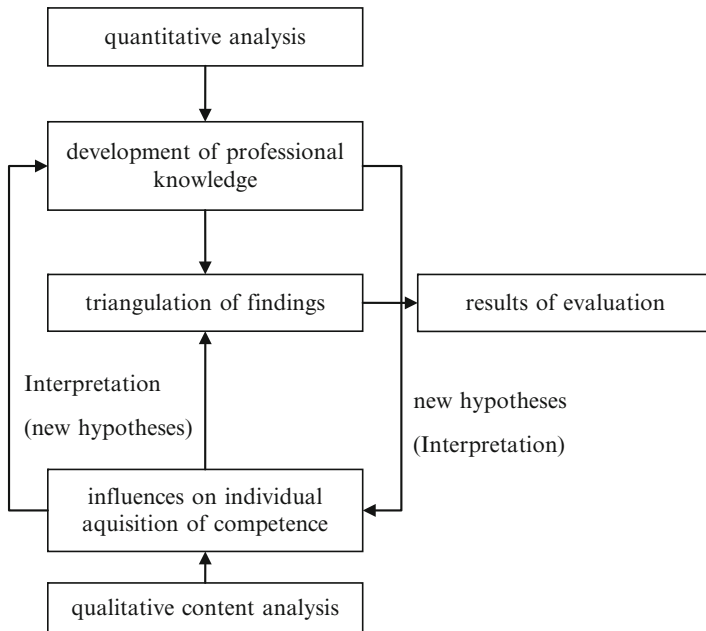 quantitative analysis
development of professional
knowledge
triangulation of findings
results of evaluation
Interpretation
(new hypotheses)
new hypotheses
(Interpretation)
influences on individual
aquisition of competence
qualitative content analysis